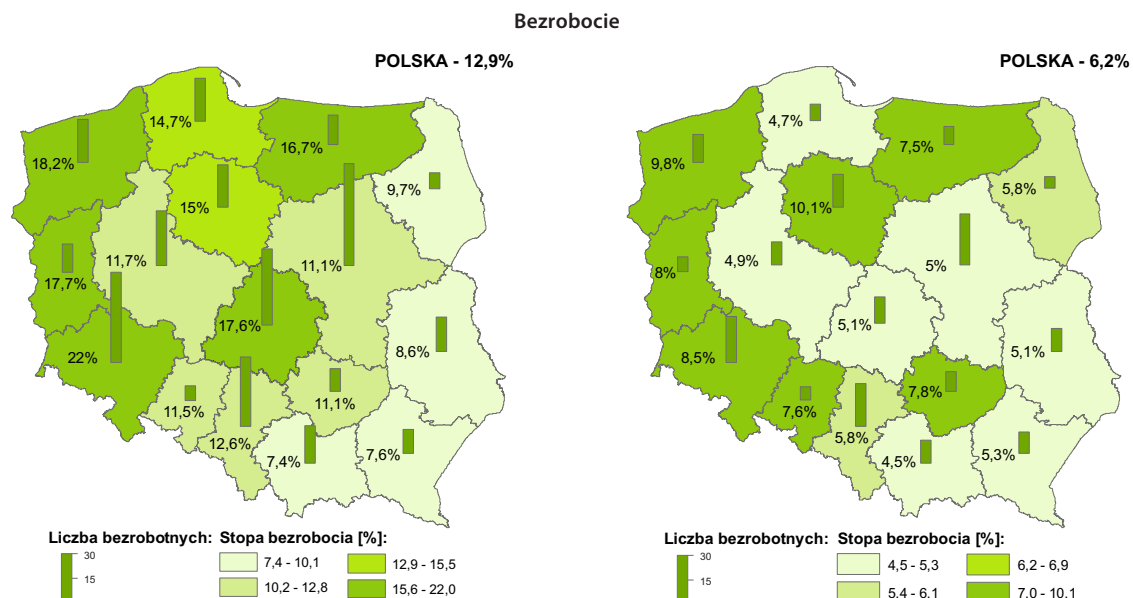 Bezrobocie
POLSKA - 12,9%
14,7%
18,2%
16,7%
9,7%
15%
11,7%
11,1%
17,7%
17,6%
22%
8,6%
11,5%
11,1%
12,6%
7,4%
7,6%
Liczba bezrobotnych:
30
15
Stopa bezrobocia [%]:
7,4 - 10,1
12,9 - 15,5
10,2 - 12,8
15,6 - 22,0
POLSKA - 6,2%
4,7%
9,8%
7,5%
5,8%
10,1%
4,9%
5%
8%
5,1%
8,5%
5,1%
7,6%
7,8%
5,8%
4,5%
5,3%
Liczba bezrobotnych:
30
15
Stopa bezrobocia [%]:
4,5 - 5,3
6,2 - 6,9
5,4 - 6,1
7,0 - 10,1